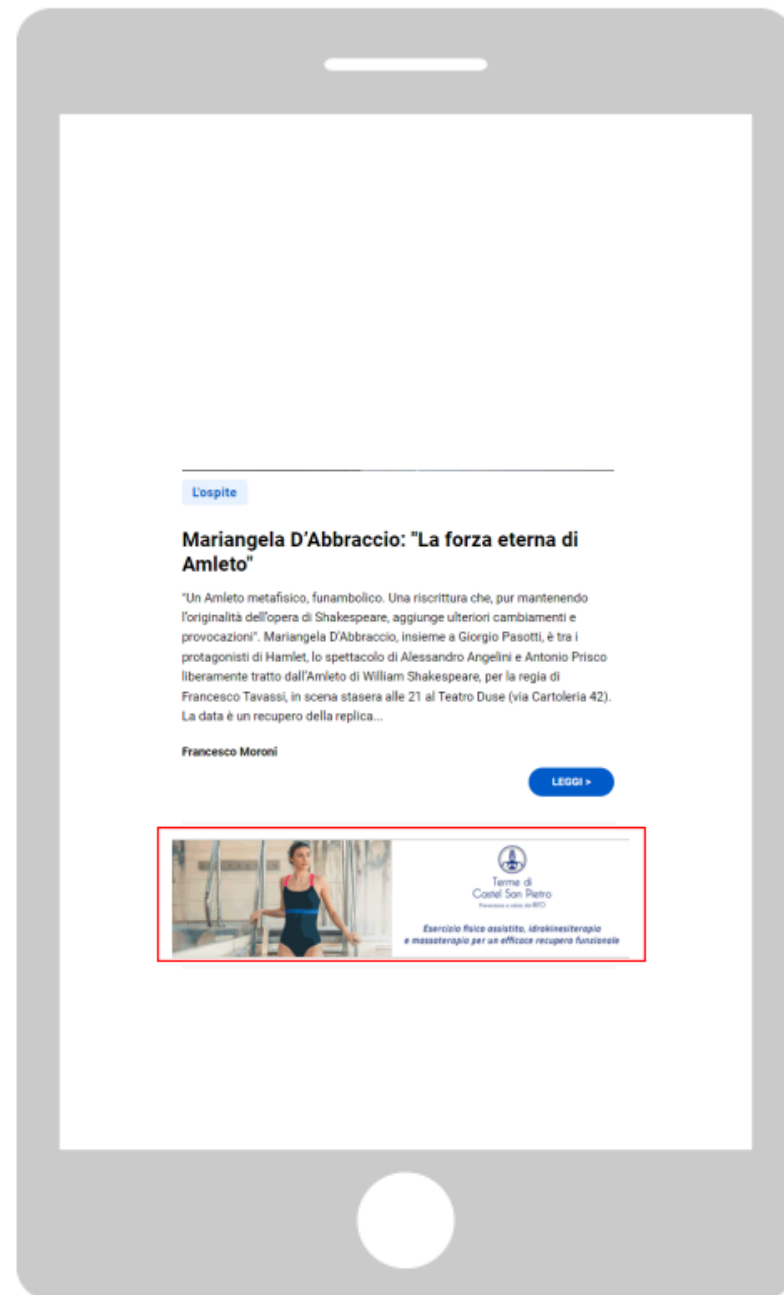 L'ospite
Mariangela D'Abbraccio: "La forza eterna di
Amleto"
"Un Amleto metafisico, funambolico. Una riscrittura che, pur mantenendo
l'originalità dell'opera di Shakespeare, aggiunge ulteriori cambiamenti e
provocazioni". Mariangela D'Abbraccio, insieme a Giorgio Pasotti, è tra i
protagonisti di Hamlet, lo spettacolo di Alessandro Angelini e Antonio Prisco
liberamente tratto dall'Amleto di William Shakespeare, per la regia di
Francesco Tavassi, in scena stasera alle 21 al Teatro Duse (via Cartoleria 42).
La data è un recupero della replica...
Francesco Moroni
LEGGI >
Terme di
Castel San Pietro
Prevenzione e salute dal 1870
Esercizio fisico assistito, idrokinesiterapia
e massoterapia per un efficace recupero funzionale